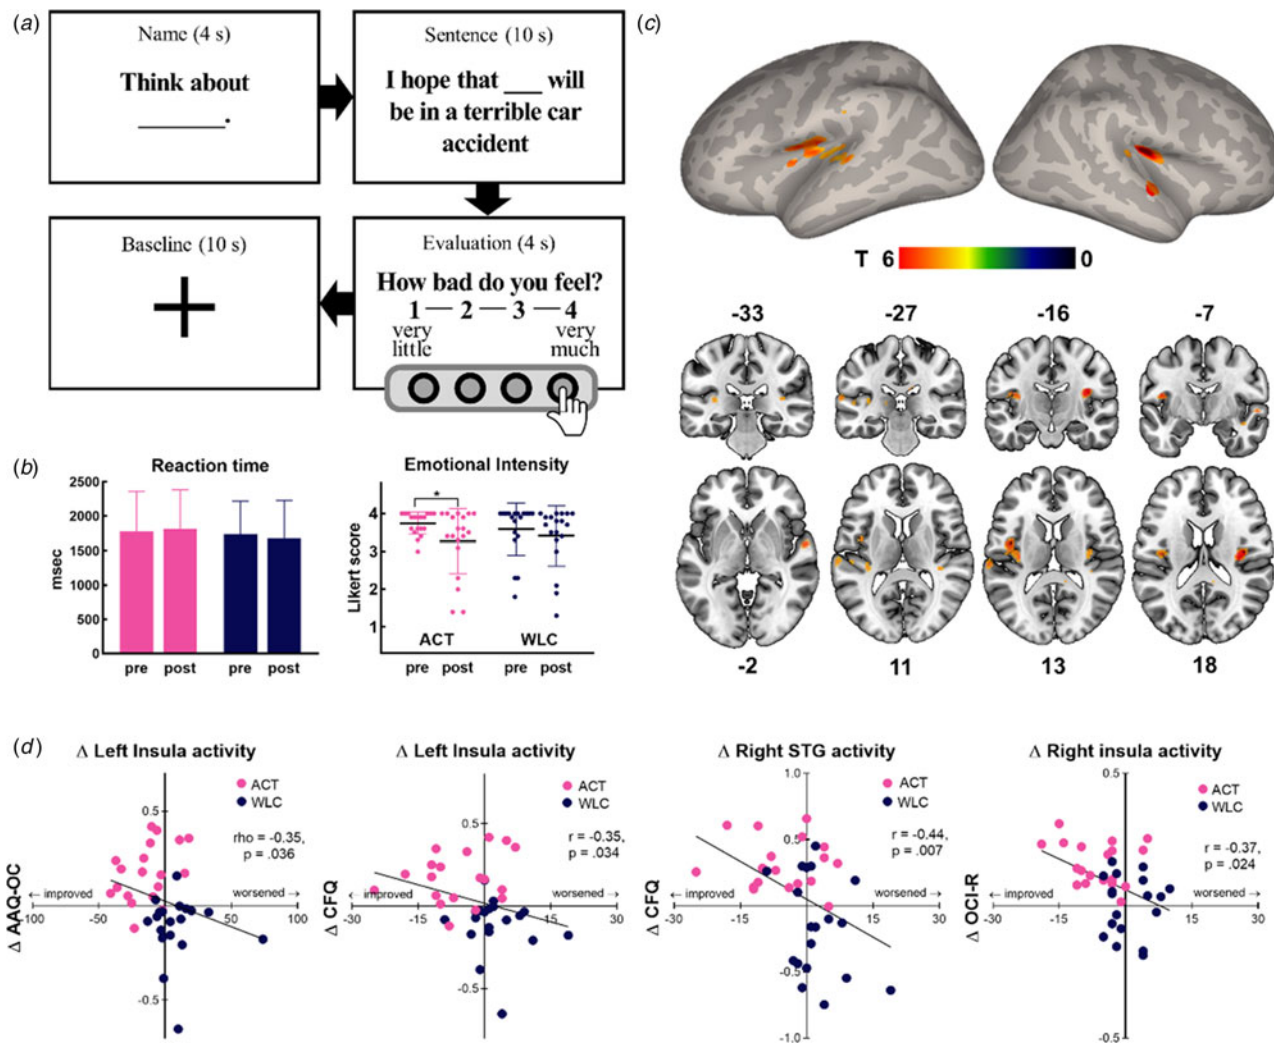 (a)
Name (4 s)
Think about
________.
Sentence (10 s)
I hope that ___ will
be in a terrible car
accident
Baseline (10 s)
Evaluation (4 s)
How bad do you feel?
1 — 2 — 3 — 4
very little
very much
(b)
Reaction time
msec
2500
2000
1500
1000
500
0
pre post pre post
Emotional Intensity
*
Likert score
4
3
2
1
ACT WLC
pre post pre post
(c)
T 6 0
-33 -27 -16 -7
-2 11 13 18
(d)
Δ Left Insula activity
ACT
WLC
rho = -0.35,
p = .036
0.5
← improved
worsened →
-100 -50 50 100
-0.5
Δ AAQ-OC
Δ Left Insula activity
ACT
WLC
r = -0.35,
p = .034
0.5
← improved
worsened →
-30 -15 15 30
-0.5
Δ CFQ
Δ Right STG activity
1.0
ACT
WLC
r = -0.44,
p = .007
0.5
← improved
worsened →
-30 -15 15 30
-0.5
-1.0
Δ CFQ
Δ Right insula activity
0.5
ACT
WLC
r = -0.37,
p = .024
← improved
worsened →
-30 -15 15 30
-0.5
Δ OCI-R